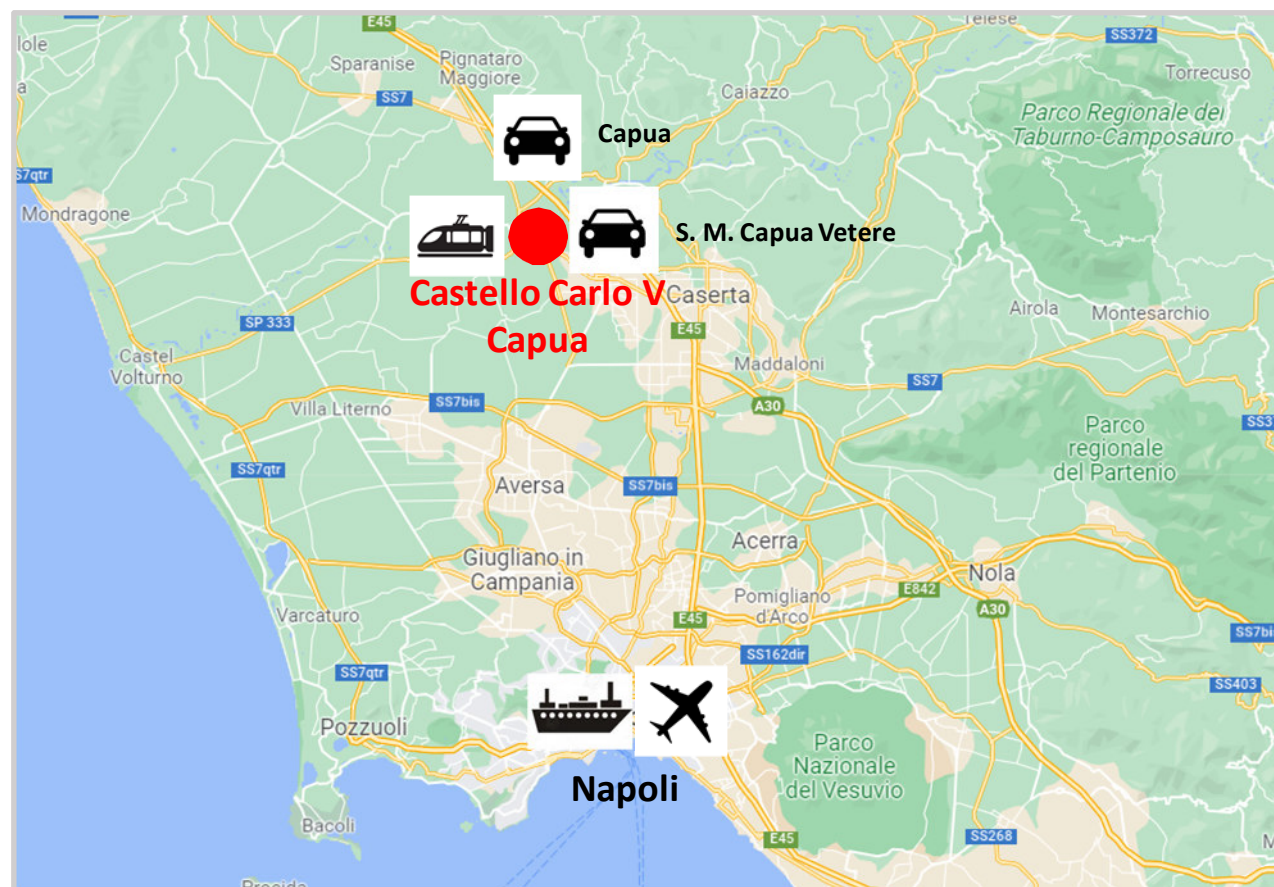 Telese
E45
SS372
lole
Sparanise
Pignataro
Maggiore
Torrecuso
a
SS7
Caiazzo
Parco Regionale del
Taburno-Camposauro
Capua
S7qtr
Mondragone
S. M. Capua Vetere
Castello Carlo V
Capua
Caserta
Airola
Montesarchio
SP 333
E45
Castel
Volturno
Maddaloni
SS7
Villa Literno
SS7bis
A30
Parco
regionale
del Partenio
SS7qtr
Aversa
SS7bis
Acerra
Giugliano in
Campania
Nola
Pomigliano
d'Arco
E842
A30
Varcaturo
E45
SS7bi
SS162dir
SS7qtr
SS403
Pozzuoli
Parco
Nazionale
del Vesuvio
Napoli
Bacoli
E45
SS268
M